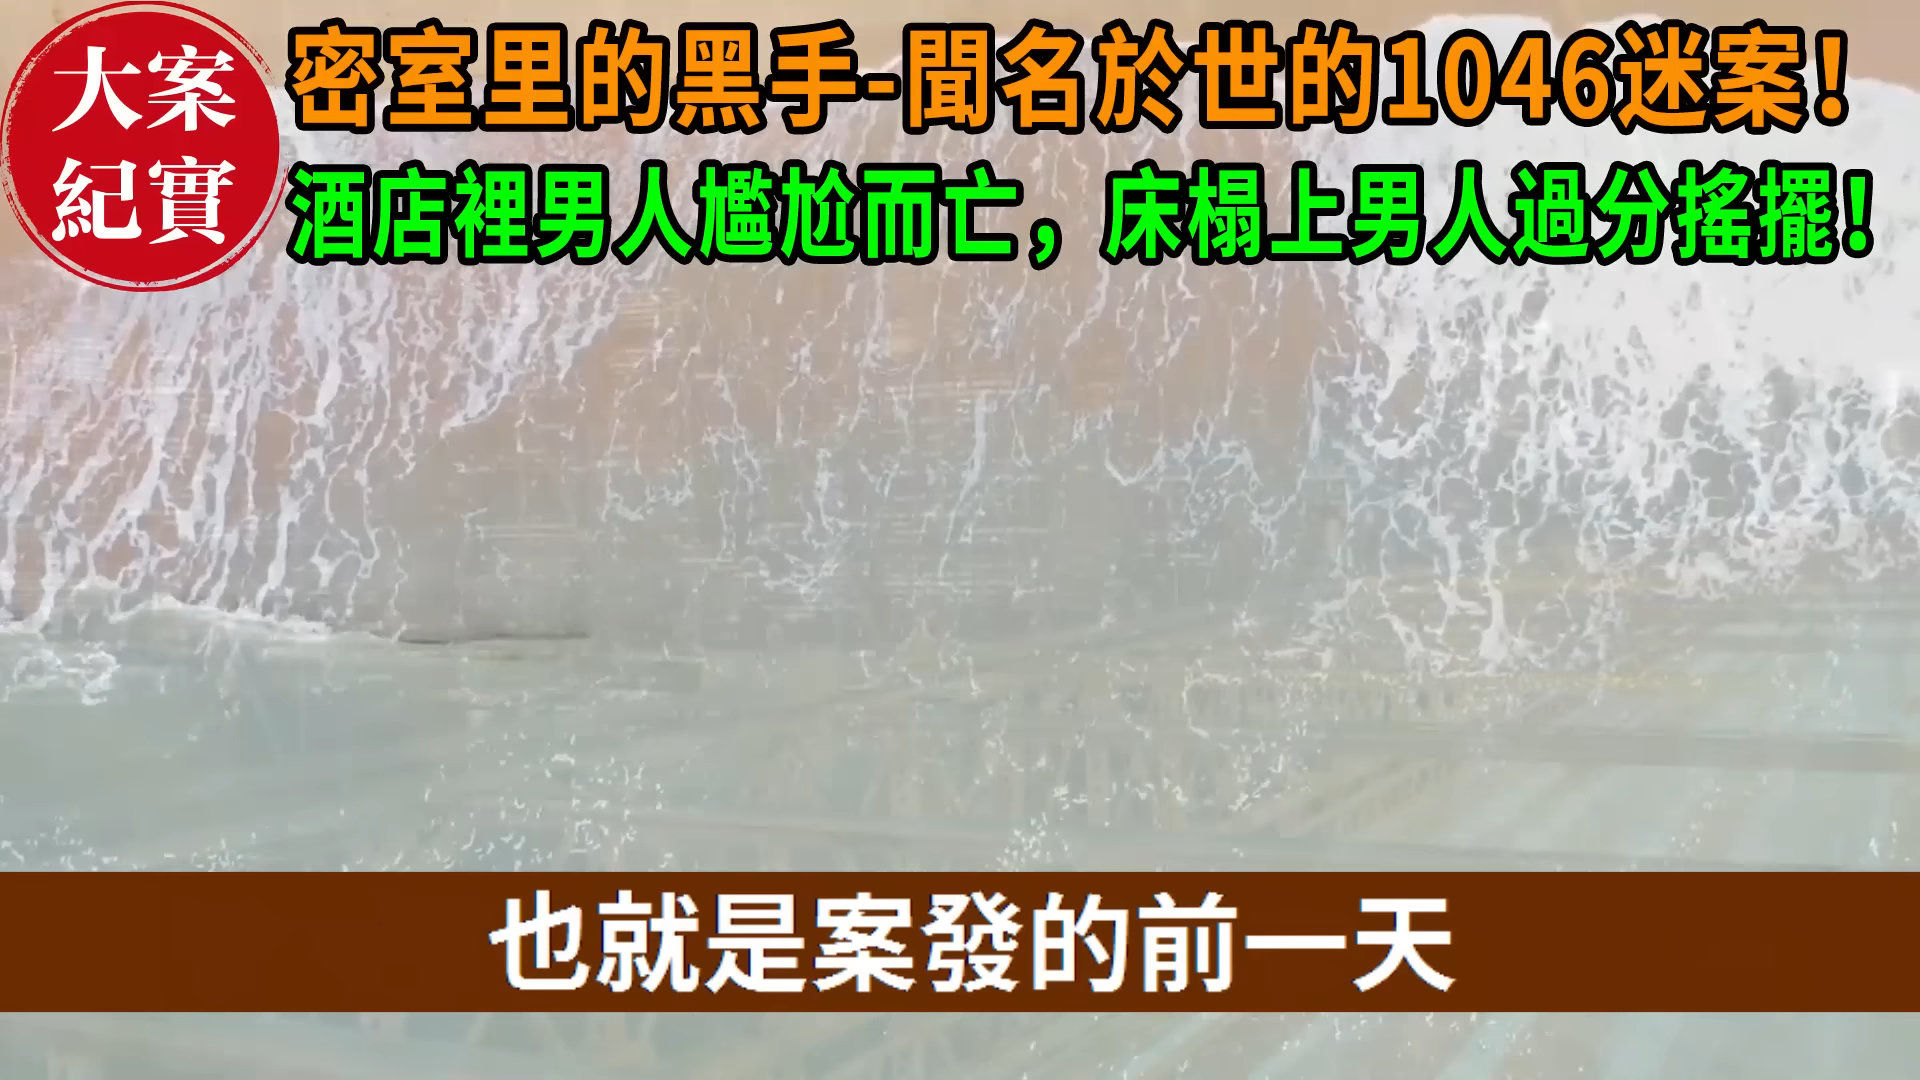 大案
紀實
密室里的黑手-聞名於世的1046迷案！
酒店裡男人尷尬而亡，床榻上男人過分搖擺！
也就是案發的前一天